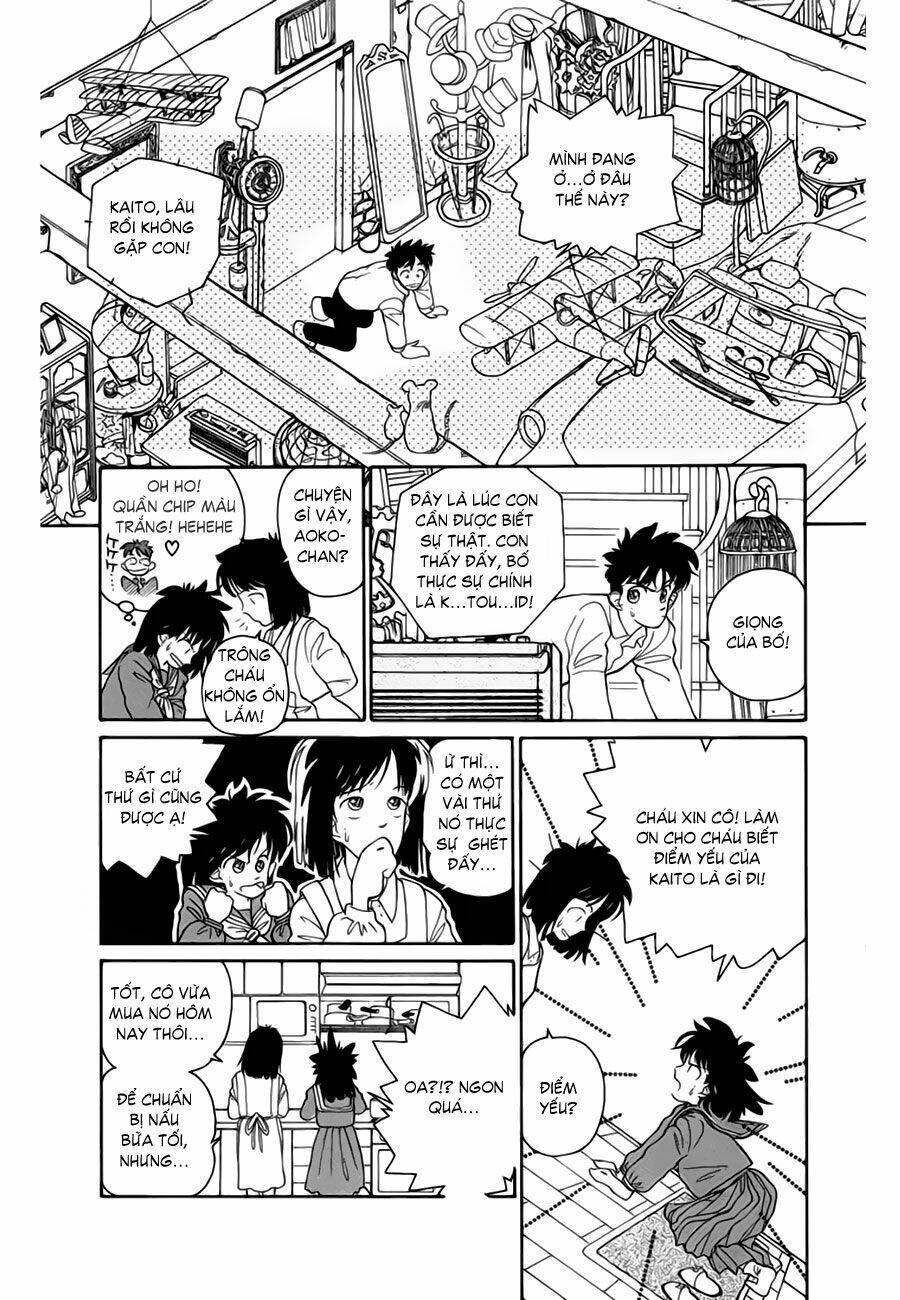 MÌNH ĐANG
Ở...Ở ĐÂU
THẾ NÀY?
KAITO, LÂU
RỒI KHÔNG
GẶP CON!
GIỌNG
CỦA BỐ!
ĐÂY LÀ LÚC CON
CẦN ĐƯỢC BIẾT
SỰ THẬT. CON
THẤY ĐẤY, BỐ
THỰC SỰ CHÍNH
LÀ K...TOU...ID!
CHUYỆN
GÌ VẬY,
AOKO-
CHAN?
OH HO!
QUẦN CHIP MÀU
TRẮNG! HEHEHE
♡
ケケケ...
TRÔNG
CHÁU
KHÔNG ỔN
LẮM!
CHÁU XIN CÔ! LÀM
ƠN CHO CHÁU BIẾT
ĐIỂM YẾU CỦA
KAITO LÀ GÌ ĐI!
ĐIỂM
YẾU?
Ừ THÌ...
CÓ MỘT
VÀI THỨ
NÓ THỰC
SỰ GHÉT
ĐẤY...
BẤT CỨ
THỨ GÌ CŨNG
ĐƯỢC Ạ!
OA?!? NGON
QUÁ...
TỐT, CÔ VỪA
MUA NÓ HÔM
NAY THÔI...
ĐỂ CHUẨN
BỊ NẤU
BỮA TỐI,
NHƯNG...